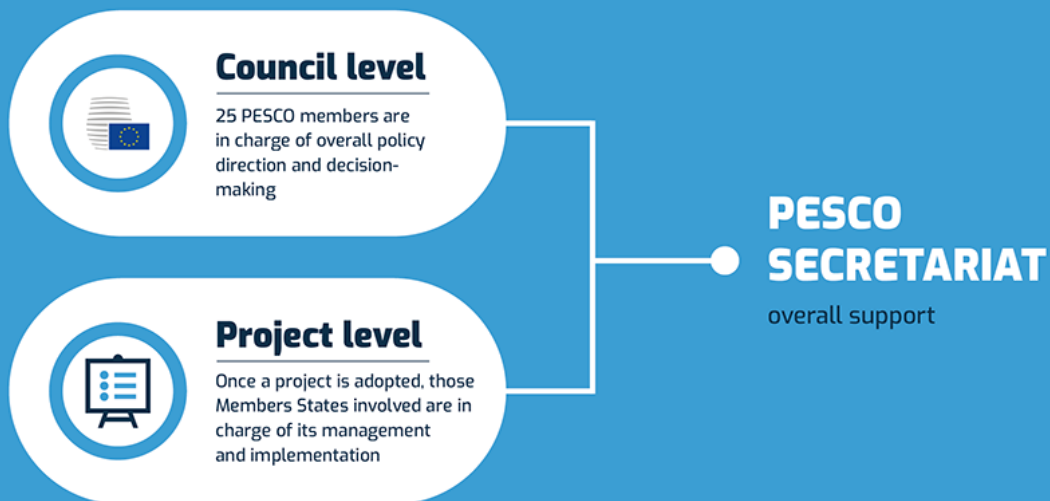 Council level
25 PESCO members are
in charge of overall policy
direction and decision-
making
Project level
Once a project is adopted, those
Members States involved are in
charge of its management
and implementation
PESCO
SECRETARIAT
overall support